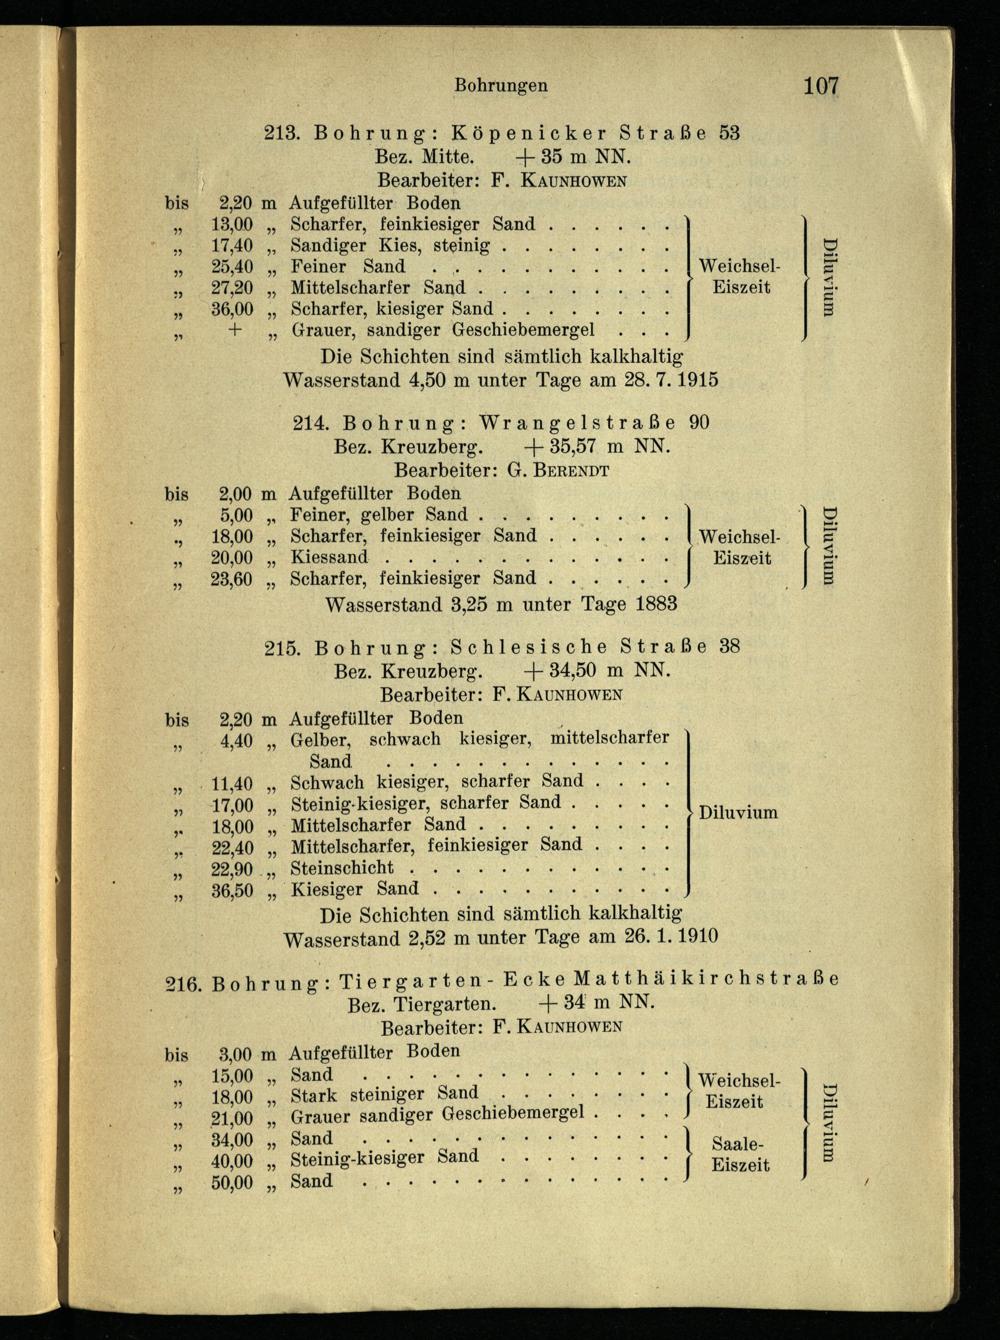 Bohrungen 107
213. Bohrung: Köpenicker Straße 53
Bez. Mitte. + 35 m NN.
Bearbeiter: F. KAUNHOWEN
bis 2,20 m Aufgefüllter Boden
„ 13,00 „ Scharfer, feinkiesiger Sand . . . . . .
„ 17,40 „ Sandiger Kies, steinig . . . . . . . .
„ 25,40 „ Feiner Sand . . . . . . . . . . . Weichsel- Diluvium
„ 27,20 „ Mittelscharfer Sand . . . . . . . . . Eiszeit
„ 36,00 „ Scharfer, kiesiger Sand . . . . . . . .
„ + „ Grauer, sandiger Geschiebemergel . . .
Die Schichten sind sämtlich kalkhaltig
Wasserstand 4,50 m unter Tage am 28. 7. 1915
214. Bohrung: Wrangelstraße 90
Bez. Kreuzberg. + 35,57 m NN.
Bearbeiter: G. BERENDT
bis 2,00 m Aufgefüllter Boden
„ 5,00 „ Feiner, gelber Sand . . . . . . . . .
„ 18,00 „ Scharfer, feinkiesiger Sand . . . . . . Weichsel- Diluvium
„ 20,00 „ Kiessand . . . . . . . . . . . . . Eiszeit
„ 23,60 „ Scharfer, feinkiesiger Sand . . . . . .
Wasserstand 3,25 m unter Tage 1883
215. Bohrung: Schlesische Straße 38
Bez. Kreuzberg. + 34,50 m NN.
Bearbeiter: F. KAUNHOWEN
bis 2,20 m Aufgefüllter Boden
„ 4,40 „ Gelber, schwach kiesiger, mittelscharfer
Sand . . . . . . . . . . . . .
„ 11,40 „ Schwach kiesiger, scharfer Sand . . . .
„ 17,00 „ Steinig-kiesiger, scharfer Sand . . . . . Diluvium
„ 18,00 „ Mittelscharfer Sand . . . . . . . . .
„ 22,40 „ Mittelscharfer, feinkiesiger Sand . . . .
„ 22,90 „ Steinschicht . . . . . . . . . . . .
„ 36,50 „ Kiesiger Sand . . . . . . . . . . .
Die Schichten sind sämtlich kalkhaltig
Wasserstand 2,52 m unter Tage am 26. 1. 1910
216. Bohrung: Tiergarten-Ecke Matthäikirchstraße
Bez. Tiergarten. + 34 m NN.
Bearbeiter: F. KAUNHOWEN
bis 3,00 m Aufgefüllter Boden
„ 15,00 „ Sand . . . . . . . . . . . . . . Weichsel-
„ 18,00 „ Stark steiniger Sand . . . . . . . . Eiszeit
„ 21,00 „ Grauer sandiger Geschiebemergel . . . . Diluvium
„ 34,00 „ Sand . . . . . . . . . . . . . . Saale-
„ 40,00 „ Steinig-kiesiger Sand . . . . . . . . Eiszeit
„ 50,00 „ Sand . . . . . . . . . . . . . .